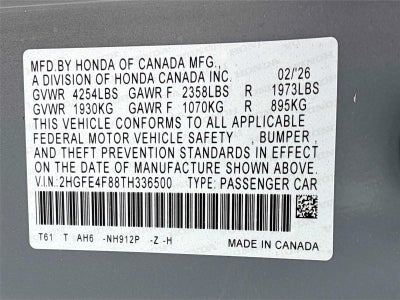 MFD.BY HONDA OF CANADA MFG.,
A DIVISION OF HONDA CANADA INC. 02/'26
GVWR 4254LBS GAWR F 2358LBS R 1973LBS
GVWR 1930KG GAWR F 1070KG R 895KG
THIS VEHICLE CONFORMS TO ALL APPLICABLE
FEDERAL MOTOR VEHICLE SAFETY , BUMPER ,
AND THEFT PREVENTION STANDARDS IN EFFECT
ON THE DATE OF MANUFACTURE SHOWN ABOVE.
V.I.N:2HGFE4F88TH336500 TYPE: PASSENGER CAR
T61 T AH6 -NH912P -Z -H
MADE IN CANADA